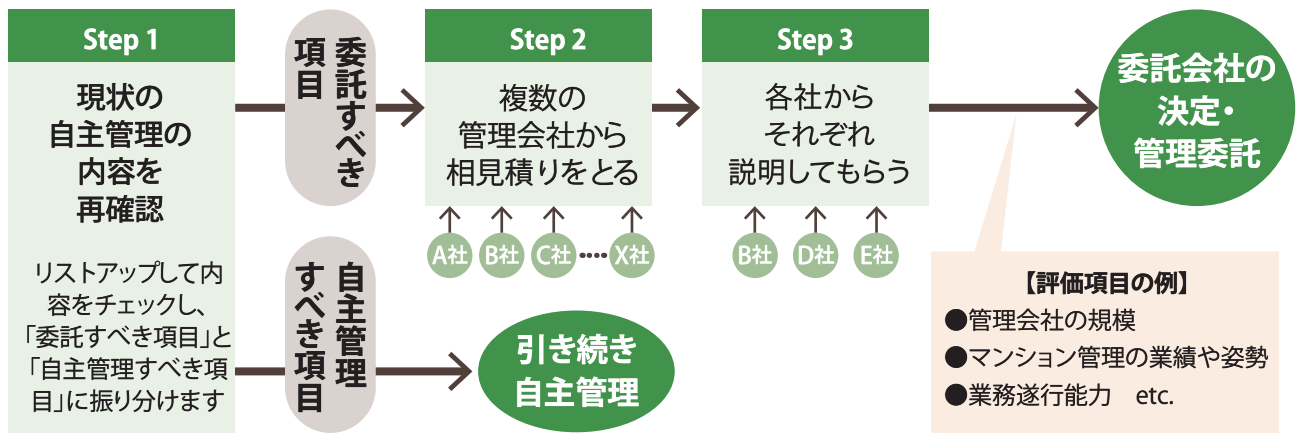 Step 1
現状の
自主管理の
内容を
再確認
リストアップして内
容をチェックし、
「委託すべき項目」と
「自主管理すべき項
目」に振り分けます
委託すべき
項目
Step 2
複数の
管理会社から
相見積りをとる
A社
B社
C社
····
X社
Step 3
各社から
それぞれ
説明してもらう
B社
D社
E社
委託会社の
決定・
管理委託
【評価項目の例】
●管理会社の規模
●マンション管理の業績や姿勢
●業務遂行能力　etc.
自主管理
すべき項目
引き続き
自主管理